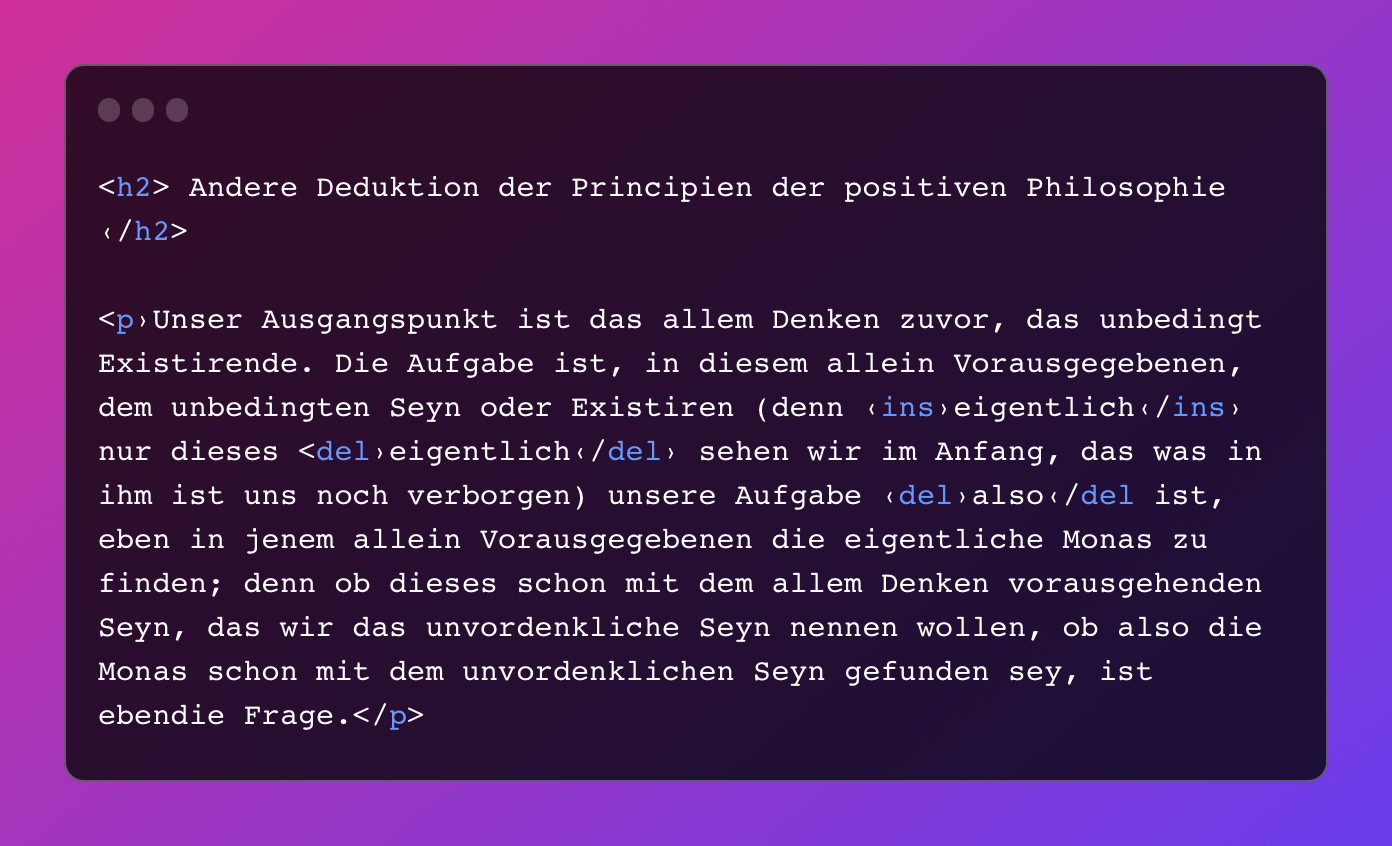 <h2> Andere Deduktion der Principien der positiven Philosophie
‹/h2>
<p›Unser Ausgangspunkt ist das allem Denken zuvor, das unbedingt
Existirende. Die Aufgabe ist, in diesem allein Vorausgegebenen,
dem unbedingten Seyn oder Existiren (denn ‹ins›eigentlich‹/ins›
nur dieses <del›eigentlich‹/del› sehen wir im Anfang, das was in
ihm ist uns noch verborgen) unsere Aufgabe ‹del›also‹/del ist,
eben in jenem allein Vorausgegebenen die eigentliche Monas zu
finden; denn ob dieses schon mit dem allem Denken vorausgehenden
Seyn, das wir das unvordenkliche Seyn nennen wollen, ob also die
Monas schon mit dem unvordenklichen Seyn gefunden sey, ist
ebendie Frage.</p>